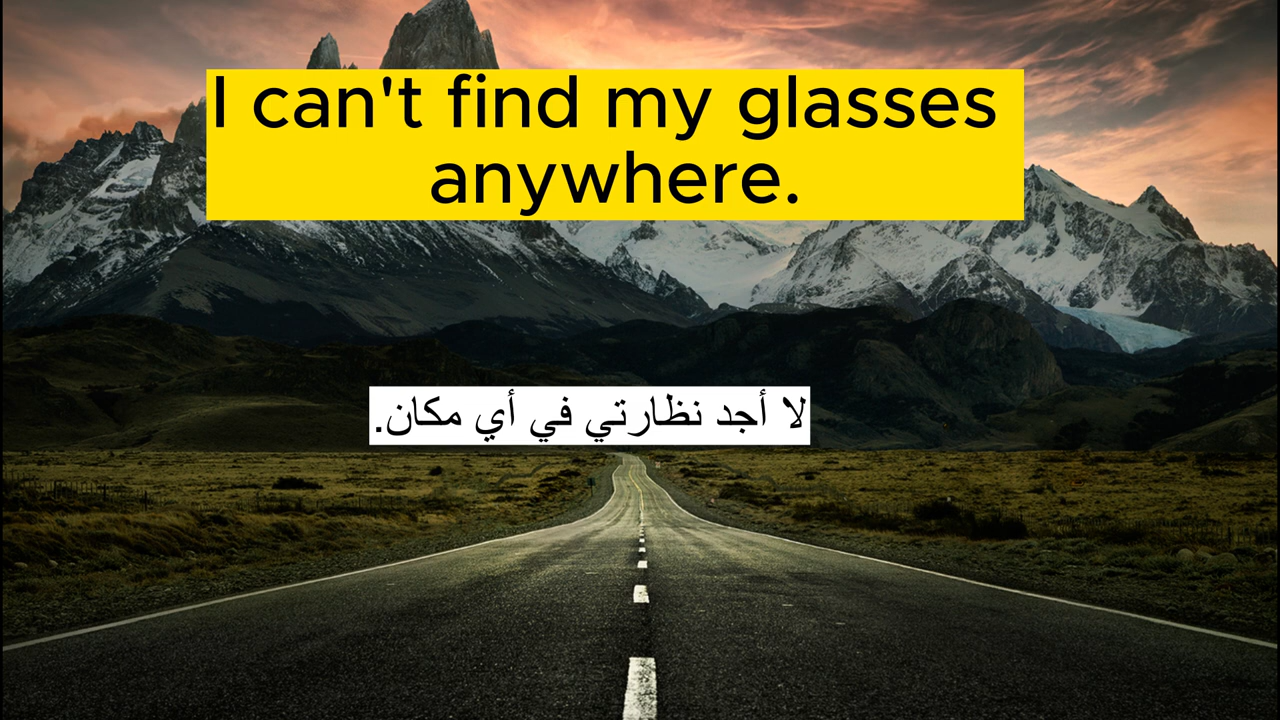 I can't find my glasses
anywhere.
لا أجد نظارتي في أي مكان.